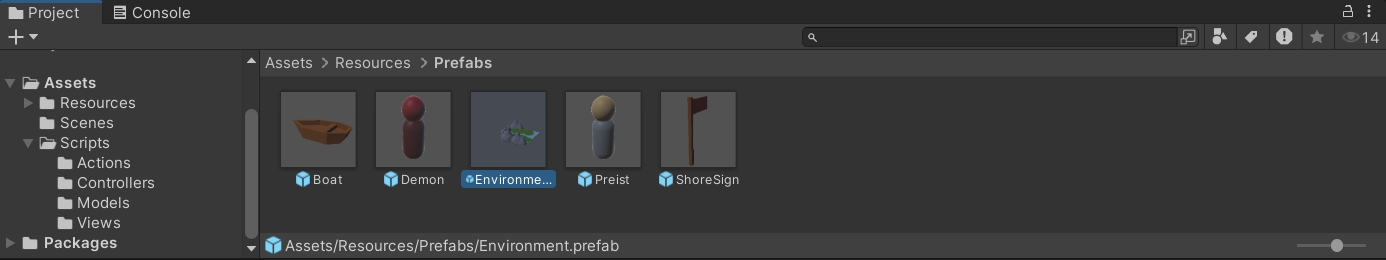 Project Console
14
Assets > Resources > Prefabs
Assets
Resources
Scenes
Scripts
Actions
Controllers
Models
Views
Packages
Boat Demon Environme... Preist ShoreSign
Assets/Resources/Prefabs/Environment.prefab